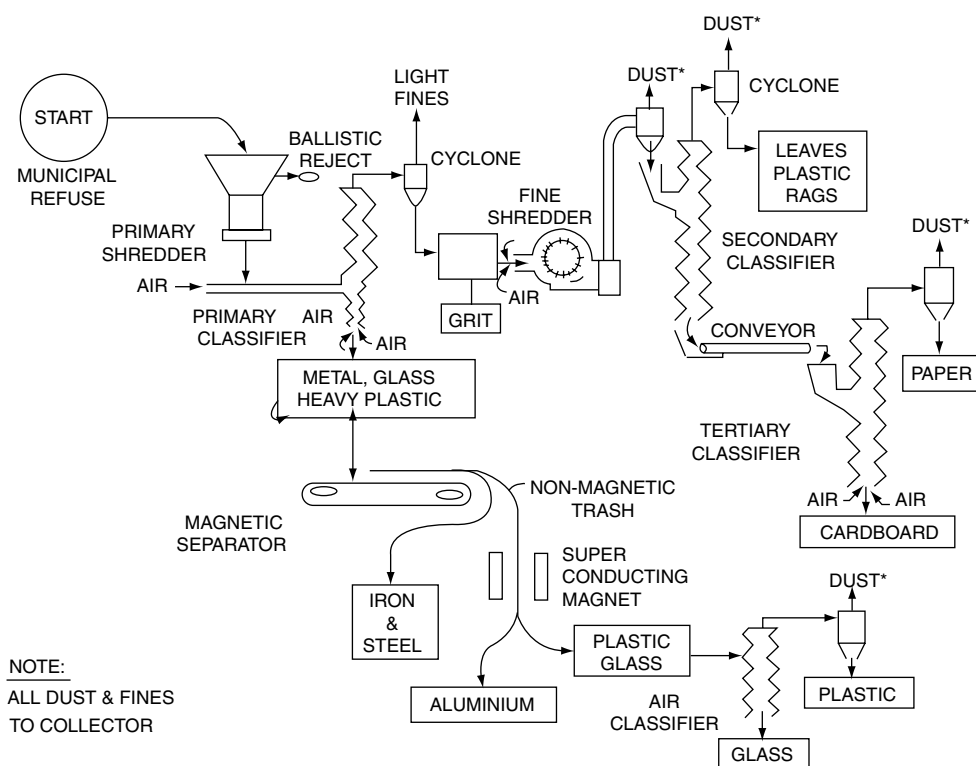 DUST*
DUST*
CYCLONE
LIGHT
FINES
START
BALLISTIC
REJECT
CYCLONE
LEAVES
PLASTIC
RAGS
MUNICIPAL
REFUSE
FINE
SHREDDER
PRIMARY
SHREDDER
SECONDARY
CLASSIFIER
DUST*
AIR
AIR
GRIT
PRIMARY
CLASSIFIER
AIR
AIR
CONVEYOR
PAPER
METAL, GLASS
HEAVY PLASTIC
TERTIARY
CLASSIFIER
NON-MAGNETIC
TRASH
AIR
AIR
MAGNETIC
SEPARATOR
CARDBOARD
SUPER
CONDUCTING
MAGNET
IRON
&
STEEL
DUST*
PLASTIC
GLASS
NOTE:
ALL DUST & FINES
TO COLLECTOR
ALUMINIUM
AIR
CLASSIFIER
PLASTIC
GLASS